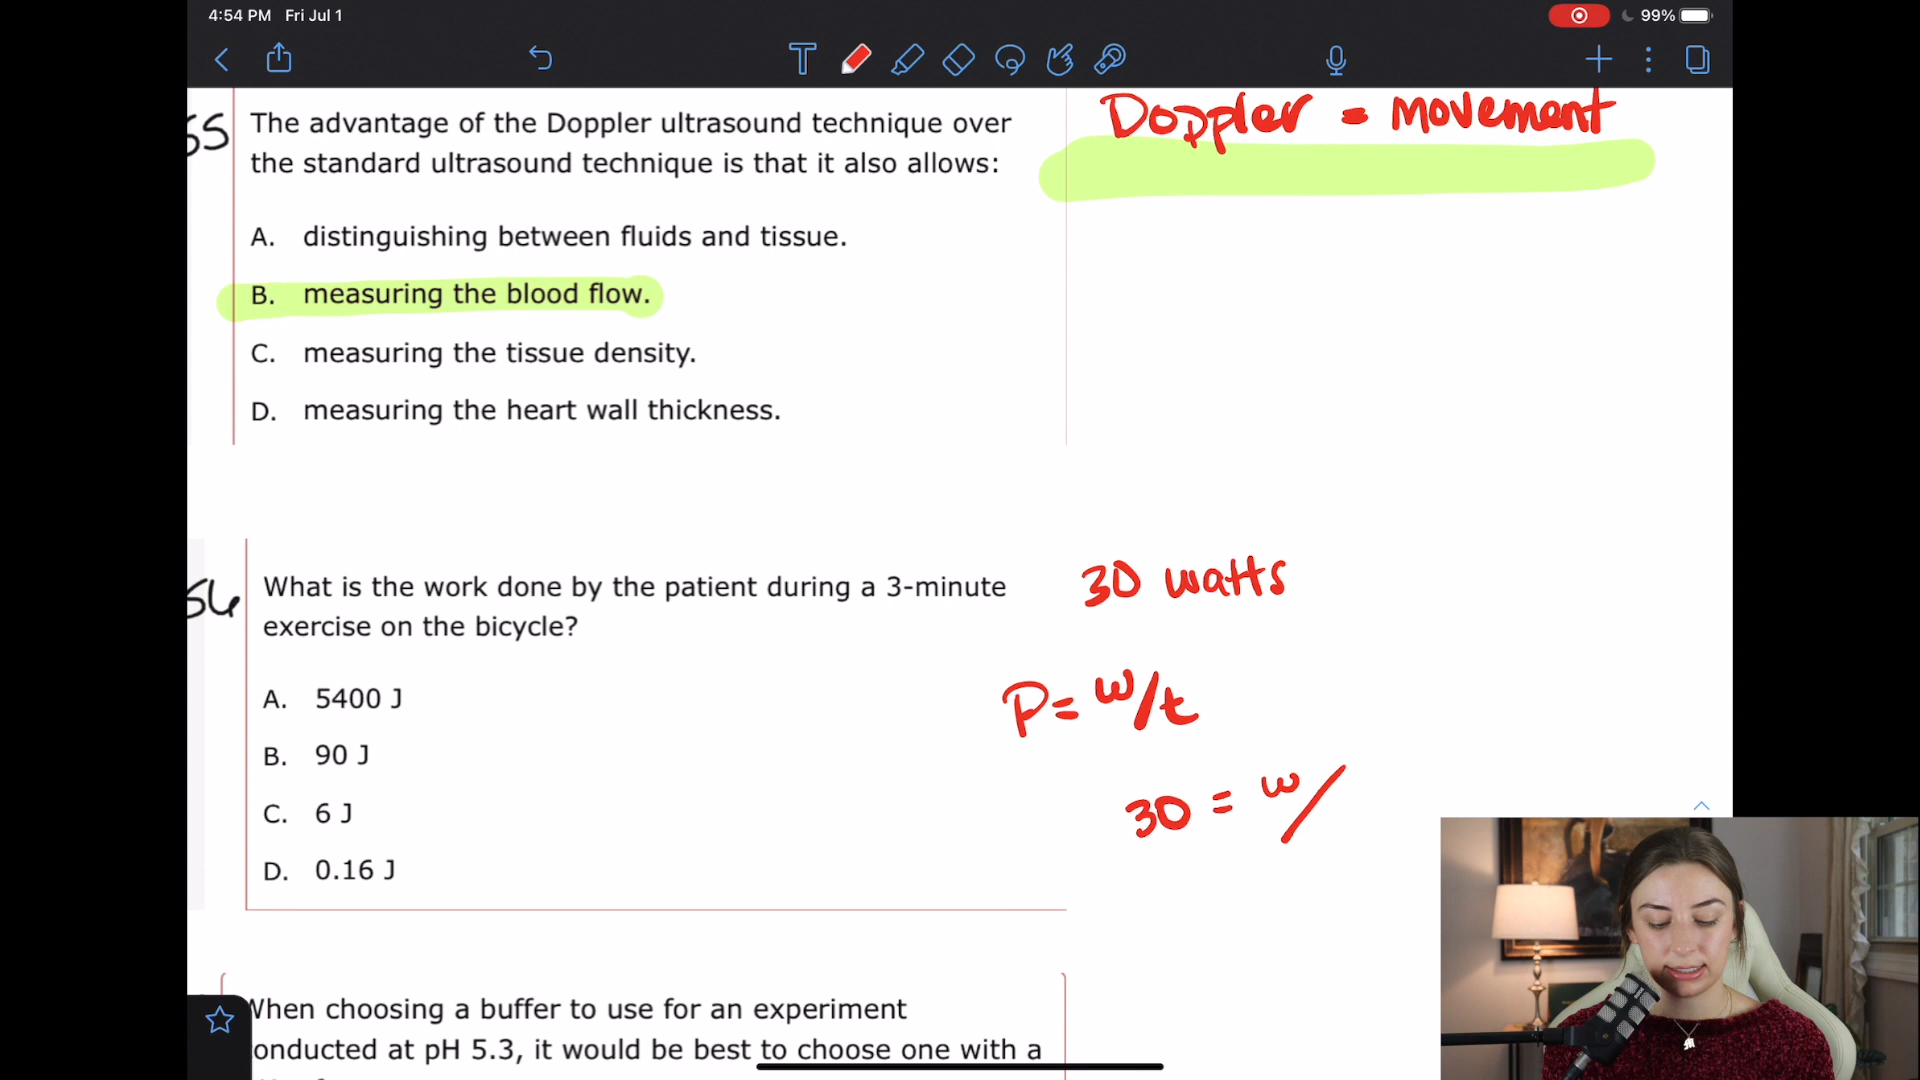 4:54 PM Fri Jul 1
99%
55
The advantage of the Doppler ultrasound technique over
the standard ultrasound technique is that it also allows:
A. distinguishing between fluids and tissue.
B. measuring the blood flow.
C. measuring the tissue density.
D. measuring the heart wall thickness.
Doppler = movement
56
What is the work done by the patient during a 3-minute
exercise on the bicycle?
A. 5400 J
B. 90 J
C. 6 J
D. 0.16 J
30 watts
P = w/t
30 = w/
When choosing a buffer to use for an experiment
onducted at pH 5.3, it would be best to choose one with a